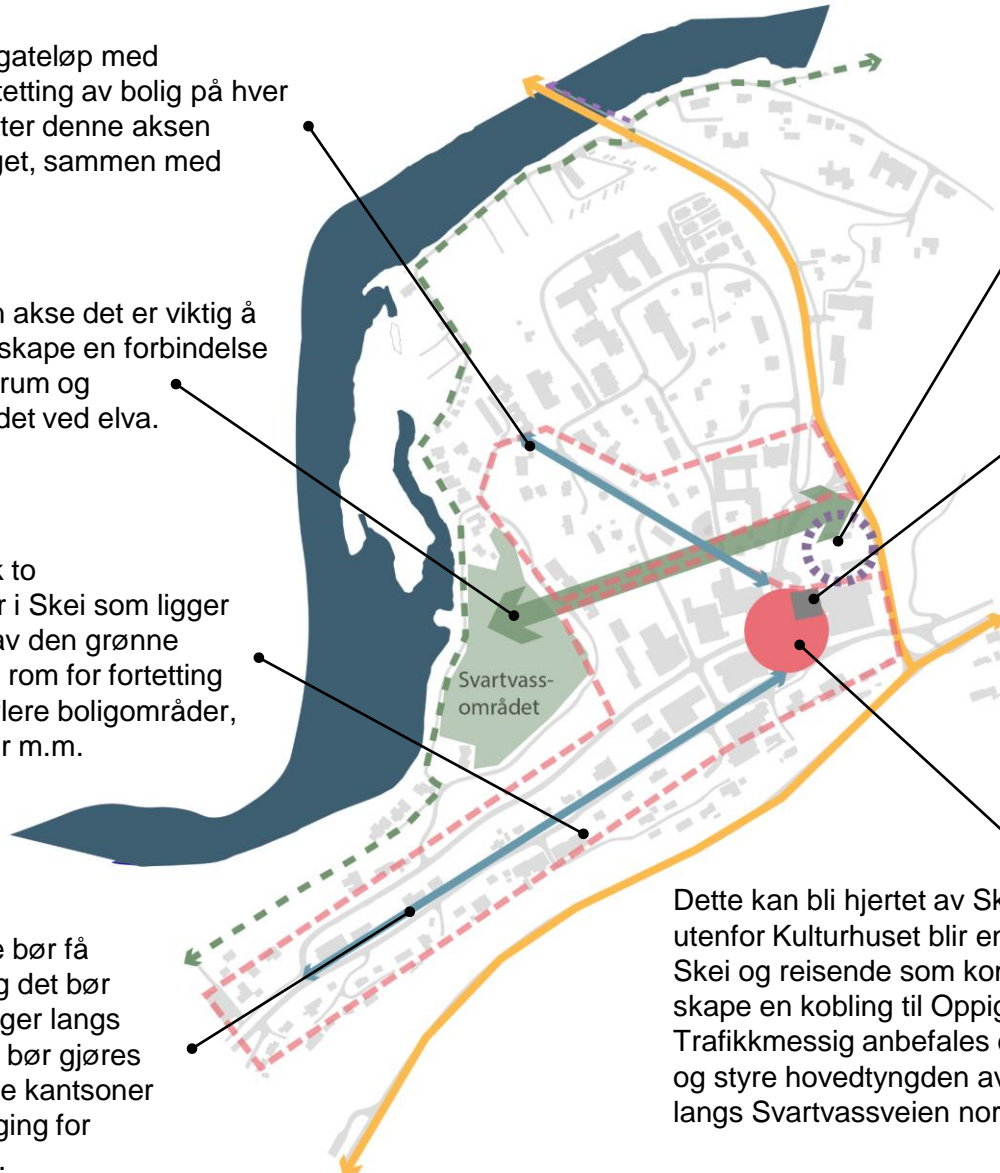 gateløp med
tetting av bolig på hver
ter denne aksen
get, sammen med
n akse det er viktig å
skape en forbindelse
rum og
det ved elva.
k to
r i Skei som ligger
av den grønne
rom for fortetting
flere boligområder,
r m.m.
Svartvass-
området
e bør få
g det bør
ger langs
bør gjøres
e kantsoner
ging for
.
Dette kan bli hjertet av Sk
utenfor Kulturhuset blir en
Skei og reisende som kor
skape en kobling til Oppig
Trafikkmessig anbefales
og styre hovedtyngden av
langs Svartvassveien nor